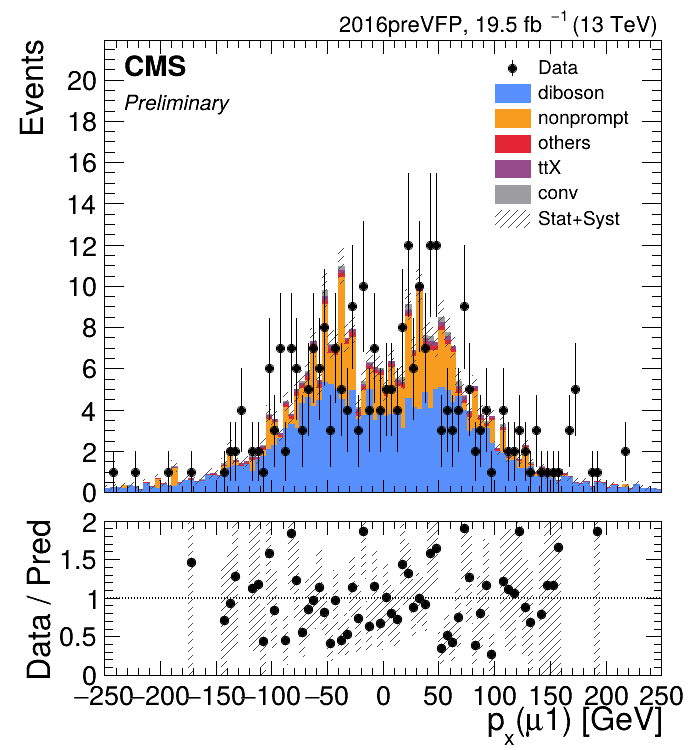 2016preVFP, 19.5 fb⁻¹ (13 TeV)
Events
CMS
Preliminary
Data
diboson
nonprompt
others
ttX
conv
Stat+Syst
20
18
16
14
12
10
8
6
4
2
0
Data / Pred
2
1.5
1
0.5
0
−250 −200 −150 −100 −50 0 50 100 150 200 250
pₓ(μ1) [GeV]